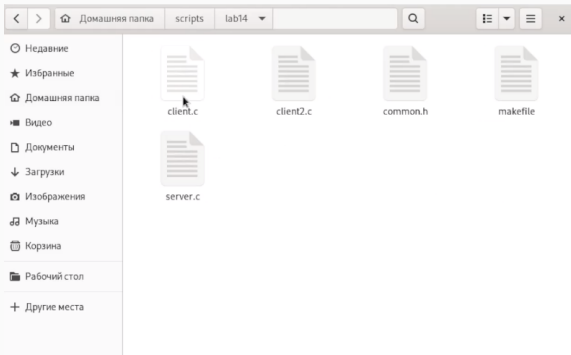 Домашняя папка scripts lab14
Недавние
Избранные
Домашняя папка
Видео
Документы
Загрузки
Изображения
Музыка
Корзина
Рабочий стол
Другие места
client.c client2.c common.h makefile
server.c